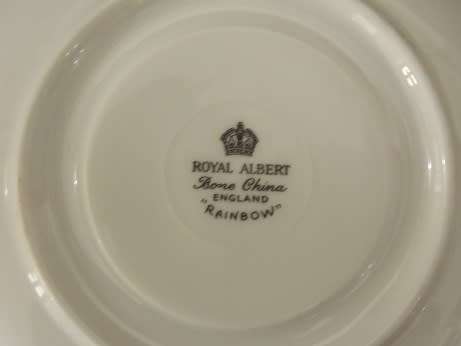 ROYAL ALBERT
Bone China
ENGLAND
"RAINBOW"